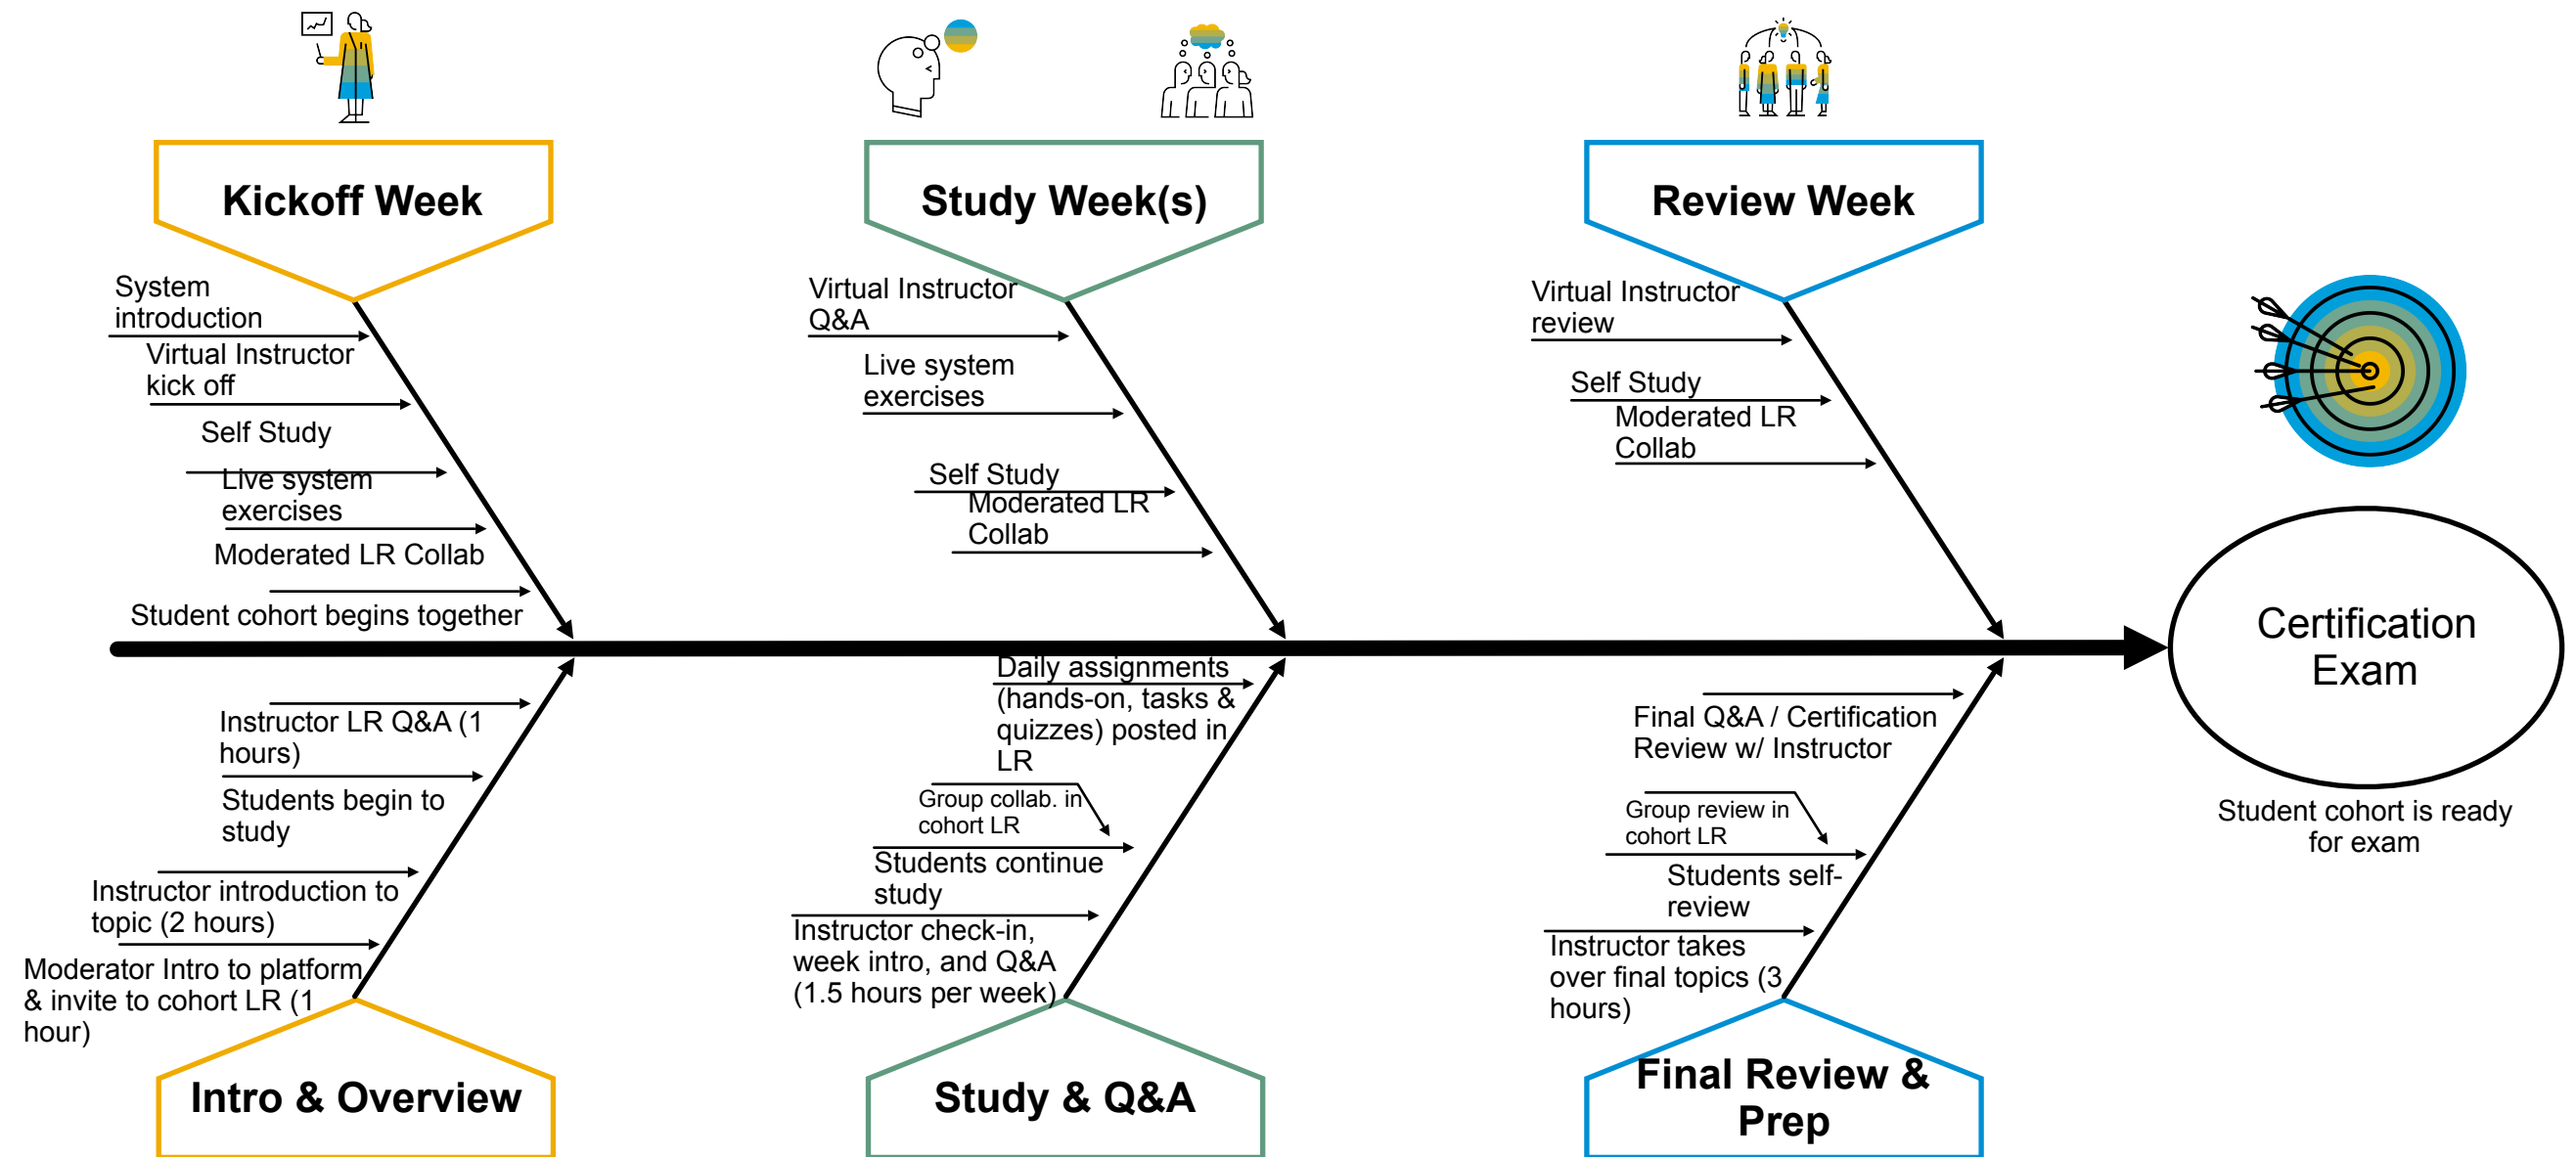 Kickoff Week
Study Week(s)
Review Week
System
introduction
Virtual Instructor
kick off
Self Study
Live system
exercises
Moderated LR Collab
Student cohort begins together
Virtual Instructor
Q&A
Live system
exercises
Self Study
Moderated LR
Collab
Virtual Instructor
review
Self Study
Moderated LR
Collab
Certification
Exam
Student cohort is ready
for exam
Instructor LR Q&A (1
hours)
Students begin to
study
Instructor introduction to
topic (2 hours)
Moderator Intro to platform
& invite to cohort LR (1
hour)
Daily assignments
(hands-on, tasks &
quizzes) posted in
LR
Group collab. in
cohort LR
Students continue
study
Instructor check-in,
week intro, and Q&A
(1.5 hours per week)
Final Q&A / Certification
Review w/ Instructor
Group review in
cohort LR
Students self-
review
Instructor takes
over final topics (3
hours)
Intro & Overview
Study & Q&A
Final Review &
Prep